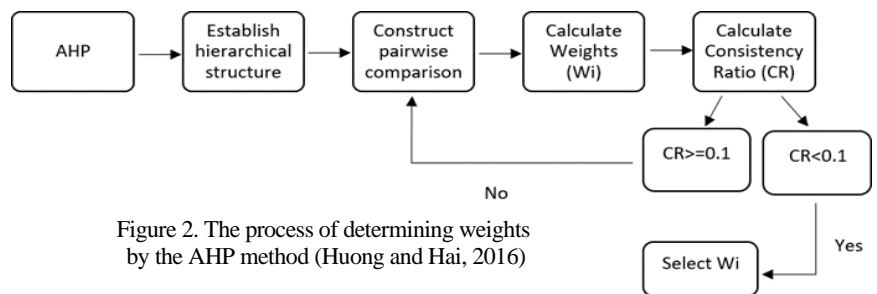 AHP
Establish
hierarchical
structure
Construct
pairwise
comparison
Calculate
Weights
(Wi)
Calculate
Consistency
Ratio (CR)
CR>=0.1
CR<0.1
No
Yes
Select Wi
Figure 2. The process of determining weights
by the AHP method (Huong and Hai, 2016)